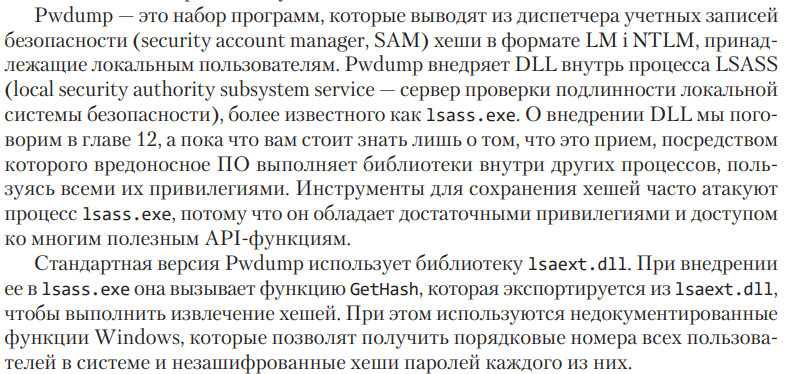 Pwdump — это набор программ, которые выводят из диспетчера учетных записей
безопасности (security account manager, SAM) хеши в формате LM i NTLM, принад-
лежащие локальным пользователям. Pwdump внедряет DLL внутрь процесса LSASS
(local security authority subsystem service — сервер проверки подлинности локальной
системы безопасности), более известного как lsass.exe. О внедрении DLL мы пого-
ворим в главе 12, а пока что вам стоит знать лишь о том, что это прием, посредством
которого вредоносное ПО выполняет библиотеки внутри других процессов, поль-
зуясь всеми их привилегиями. Инструменты для сохранения хешей часто атакуют
процесс lsass.exe, потому что он обладает достаточными привилегиями и доступом
ко многим полезным API-функциям.
Стандартная версия Pwdump использует библиотеку lsaext.dll. При внедрении
ее в lsass.exe она вызывает функцию GetHash, которая экспортируется из lsaext.dll,
чтобы выполнить извлечение хешей. При этом используются недокументированные
функции Windows, которые позволят получить порядковые номера всех пользова-
телей в системе и незашифрованные хеши паролей каждого из них.